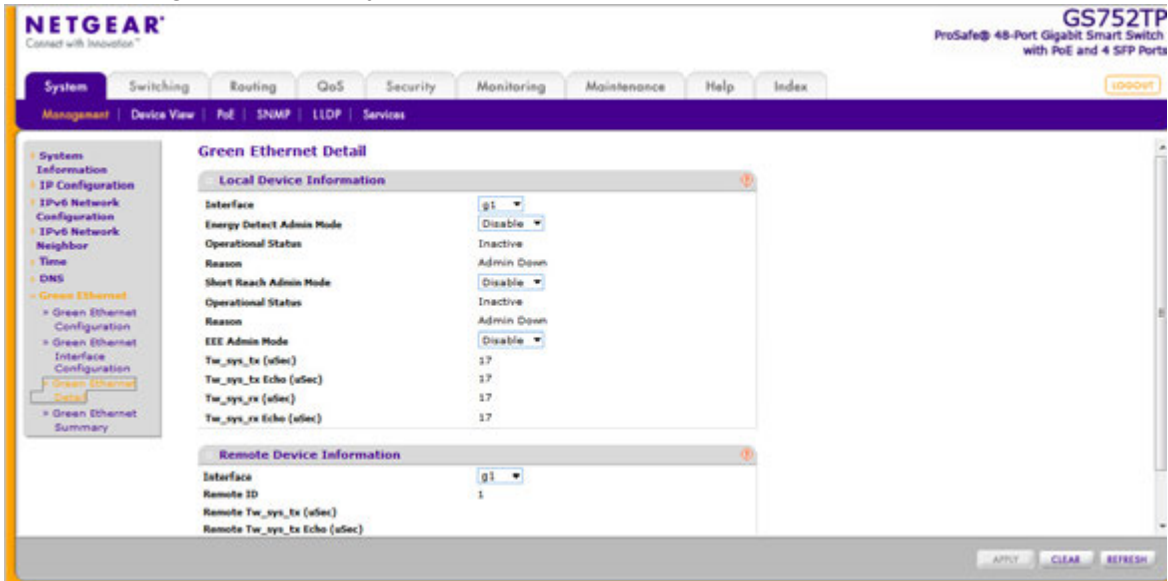 NETGEAR®
Connect with Innovation™
GS752TP
ProSafe® 48-Port Gigabit Smart Switch
with PoE and 4 SFP Ports
System Switching Routing QoS Security Monitoring Maintenance Help Index
LOGOUT
Management | Device View | PoE | SNMP | LLDP | Services
System
Information
IP Configuration
IPv6 Network
Configuration
IPv6 Network
Neighbor
Time
DNS
Green Ethernet
» Green Ethernet
Configuration
» Green Ethernet
Interface
Configuration
» Green Ethernet
Detail
» Green Ethernet
Summary
Green Ethernet Detail
Local Device Information
Interface g1
Energy Detect Admin Mode Disable
Operational Status Inactive
Reason Admin Down
Short Reach Admin Mode Disable
Operational Status Inactive
Reason Admin Down
EEE Admin Mode Disable
Tw_sys_tx (uSec) 17
Tw_sys_tx Echo (uSec) 17
Tw_sys_rx (uSec) 17
Tw_sys_rx Echo (uSec) 17
Remote Device Information
Interface g1
Remote ID 1
Remote Tw_sys_tx (uSec)
Remote Tw_sys_tx Echo (uSec)
APPLY CLEAR REFRESH